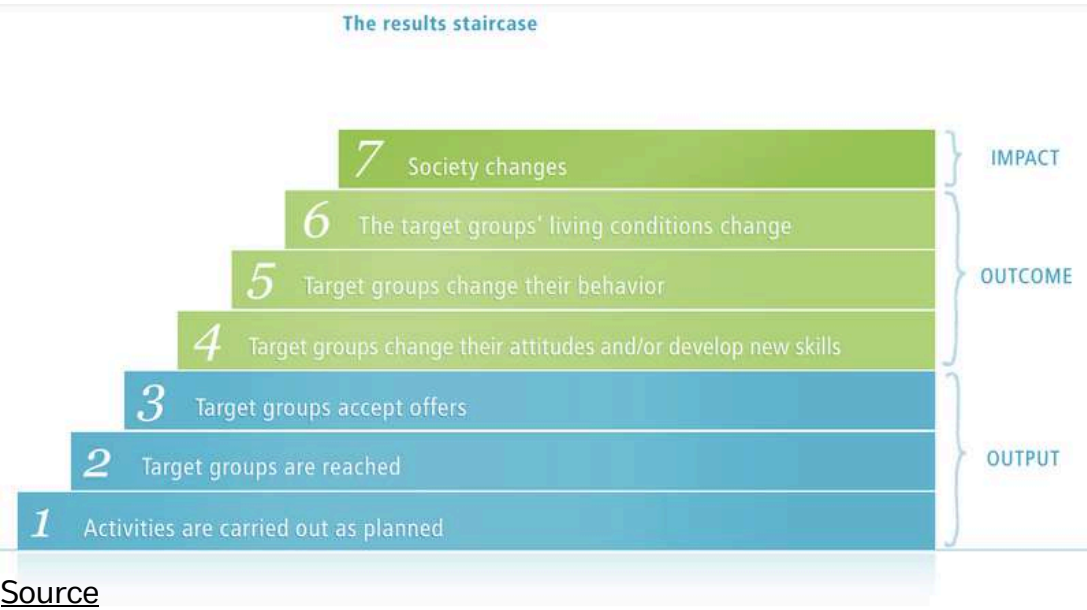 The results staircase
7 Society changes
IMPACT
6 The target groups' living conditions change
5 Target groups change their behavior
OUTCOME
4 Target groups change their attitudes and/or develop new skills
3 Target groups accept offers
2 Target groups are reached
OUTPUT
1 Activities are carried out as planned
Source